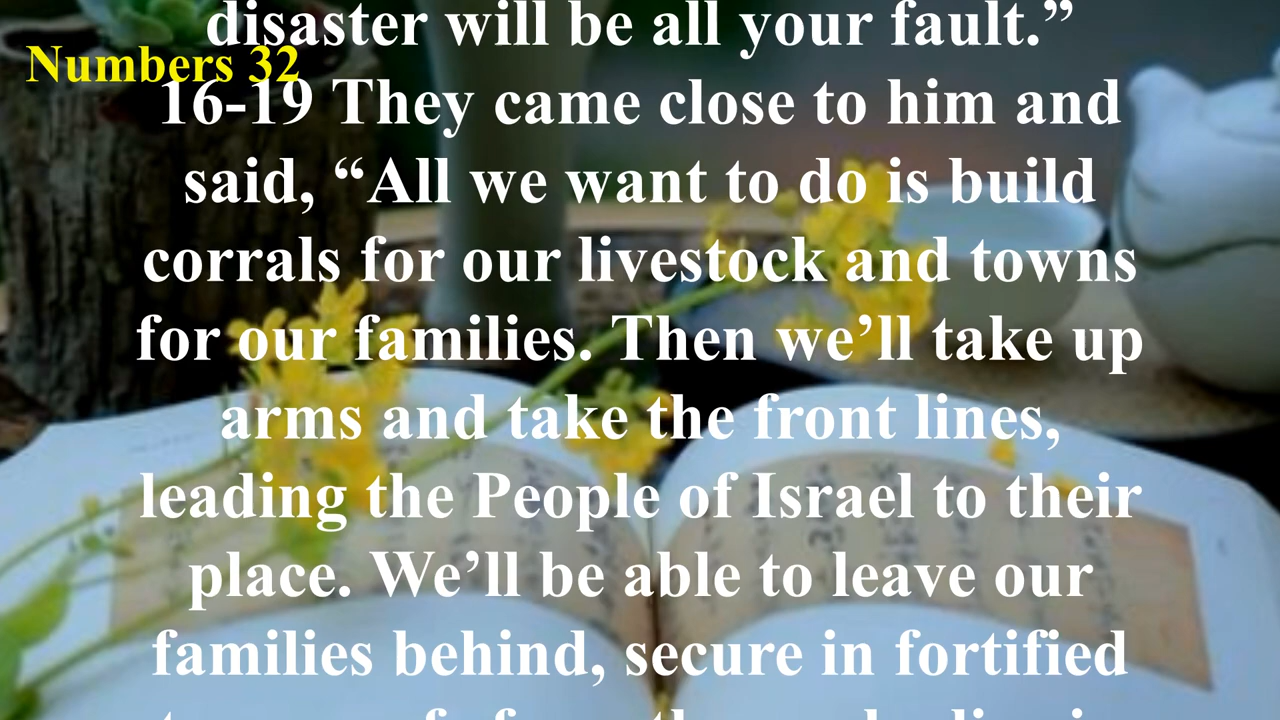 disaster will be all your fault.”
Numbers 32
16-19 They came close to him and
said, “All we want to do is build
corrals for our livestock and towns
for our families. Then we’ll take up
arms and take the front lines,
leading the People of Israel to their
place. We’ll be able to leave our
families behind, secure in fortified